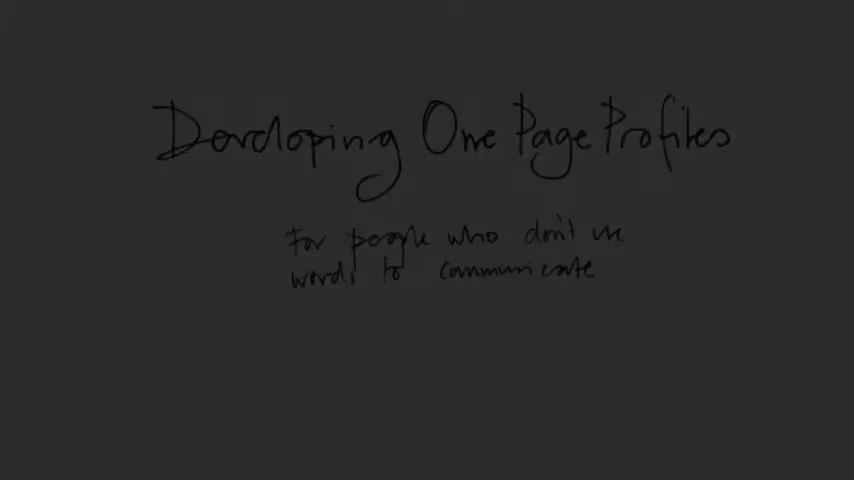 Developing One Page Profiles
For people who don't use
words to communicate